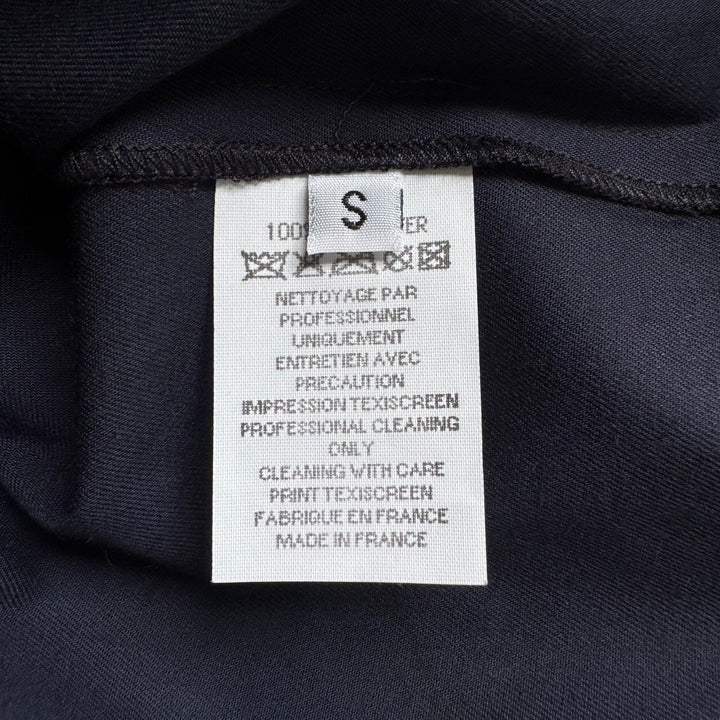 S
NETTOYAGE PAR
PROFESSIONNEL
UNIQUEMENT
ENTRETIEN AVEC
PRECAUTION
IMPRESSION TEXISCREEN
PROFESSIONAL CLEANING
ONLY
CLEANING WITH CARE
PRINT TEXISCREEN
FABRIQUE EN FRANCE
MADE IN FRANCE